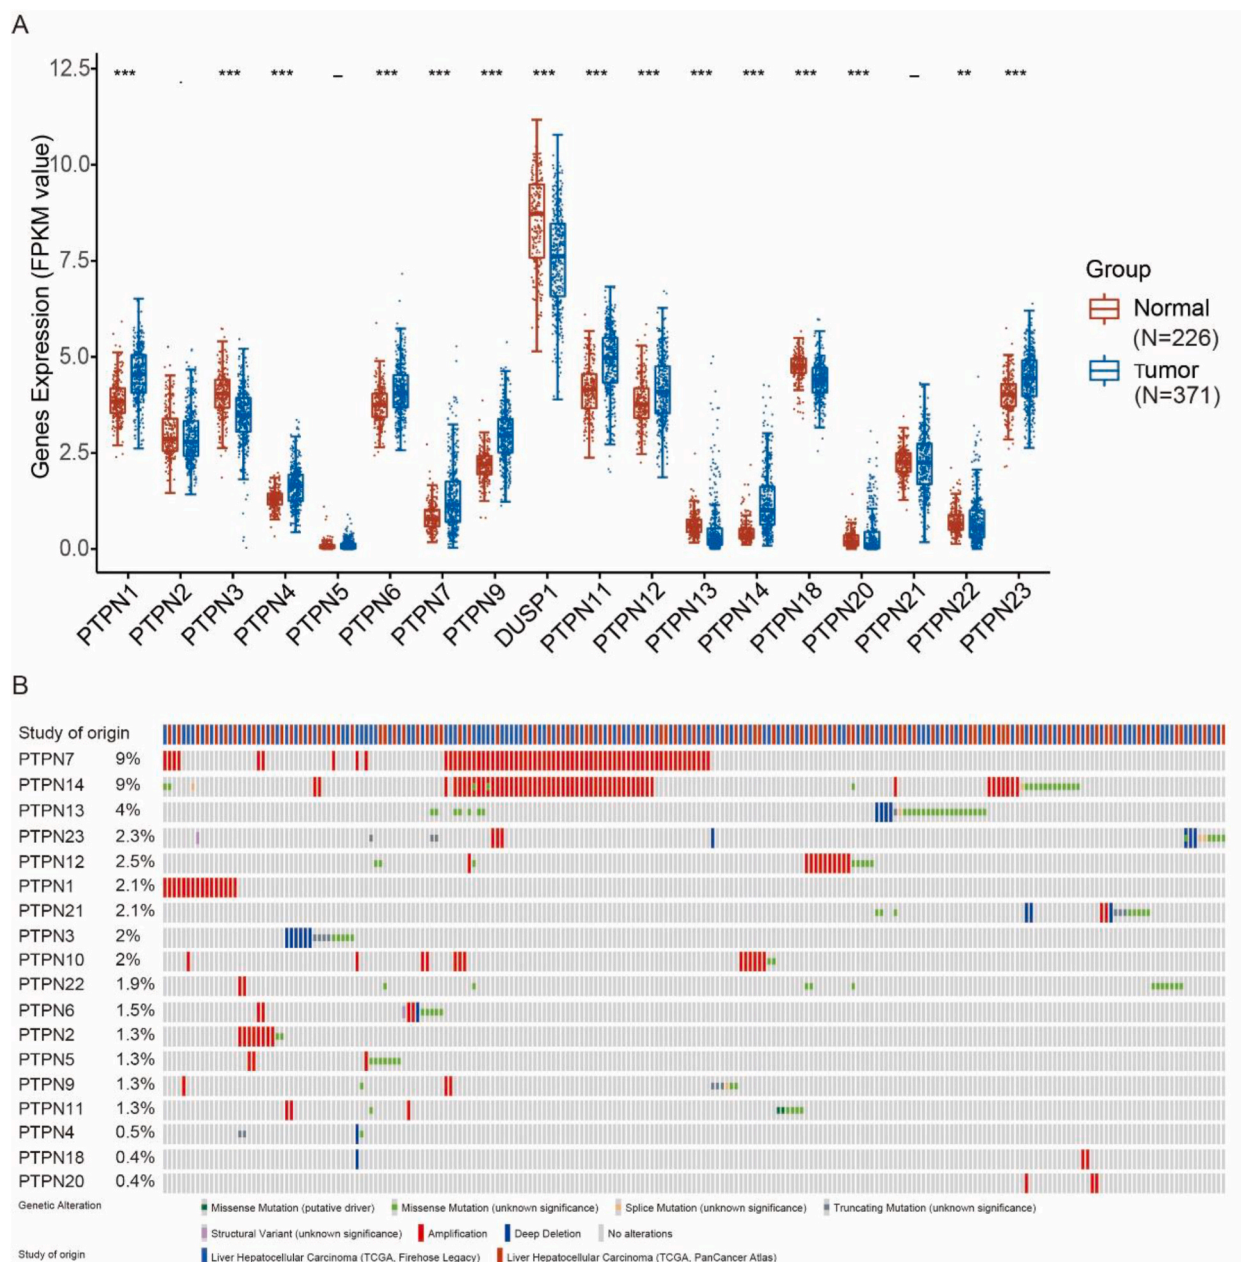 A
Genes Expression (FPKM value)
12.5
10.0
7.5
5.0
2.5
0.0
*** . *** *** – *** *** *** *** *** *** *** *** *** *** – ** ***
PTPN1 PTPN2 PTPN3 PTPN4 PTPN5 PTPN6 PTPN7 PTPN9 DUSP1 PTPN11 PTPN12 PTPN13 PTPN14 PTPN18 PTPN20 PTPN21 PTPN22 PTPN23
Group
Normal
(N=226)
Tumor
(N=371)
B
Study of origin
PTPN7 9%
PTPN14 9%
PTPN13 4%
PTPN23 2.3%
PTPN12 2.5%
PTPN1 2.1%
PTPN21 2.1%
PTPN3 2%
PTPN10 2%
PTPN22 1.9%
PTPN6 1.5%
PTPN2 1.3%
PTPN5 1.3%
PTPN9 1.3%
PTPN11 1.3%
PTPN4 0.5%
PTPN18 0.4%
PTPN20 0.4%
Genetic Alteration Missense Mutation (putative driver) Missense Mutation (unknown significance) Splice Mutation (unknown significance) Truncating Mutation (unknown significance)
Structural Variant (unknown significance) Amplification Deep Deletion No alterations
Study of origin Liver Hepatocellular Carcinoma (TCGA, Firehose Legacy) Liver Hepatocellular Carcinoma (TCGA, PanCancer Atlas)